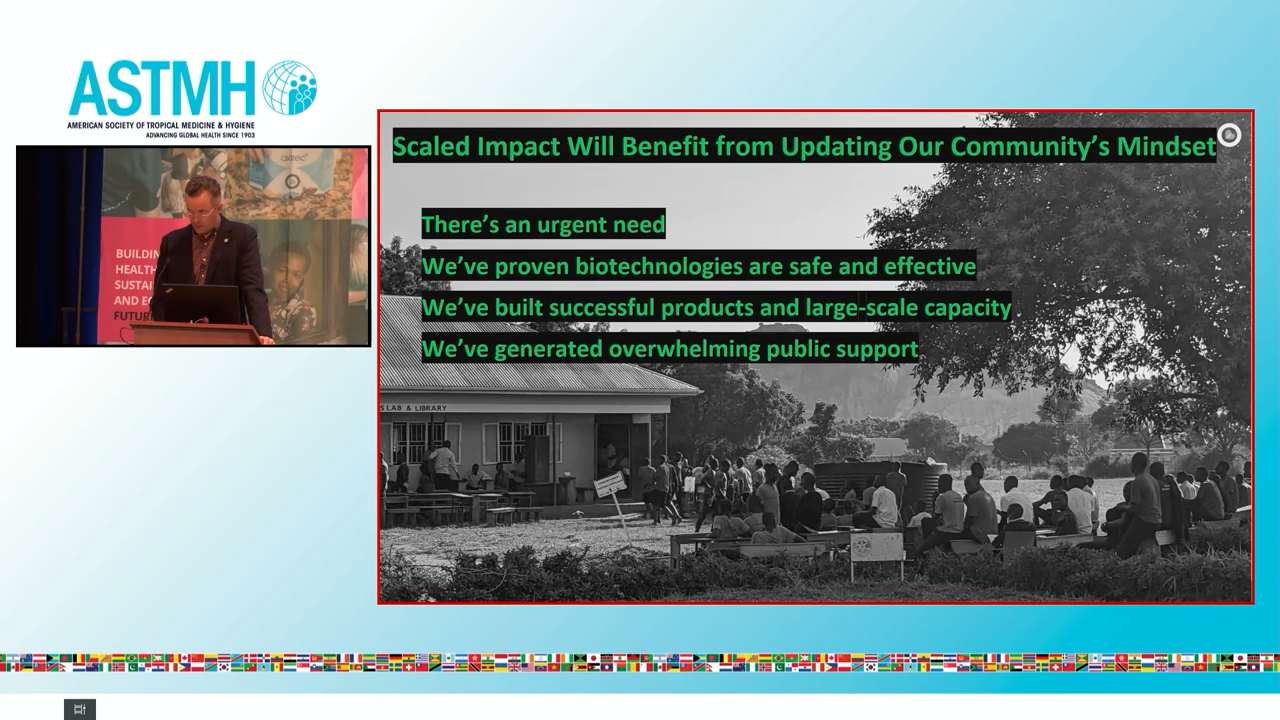 ASTMH
AMERICAN SOCIETY OF TROPICAL MEDICINE & HYGIENE
ADVANCING GLOBAL HEALTH SINCE 1903
oxitec
BUILDIN
HEALTH
SUSTAI
AND E
FUTUR
Scaled Impact Will Benefit from Updating Our Community's Mindset
There's an urgent need
We've proven biotechnologies are safe and effective
We've built successful products and large-scale capacity
We've generated overwhelming public support
S LAB & LIBRARY